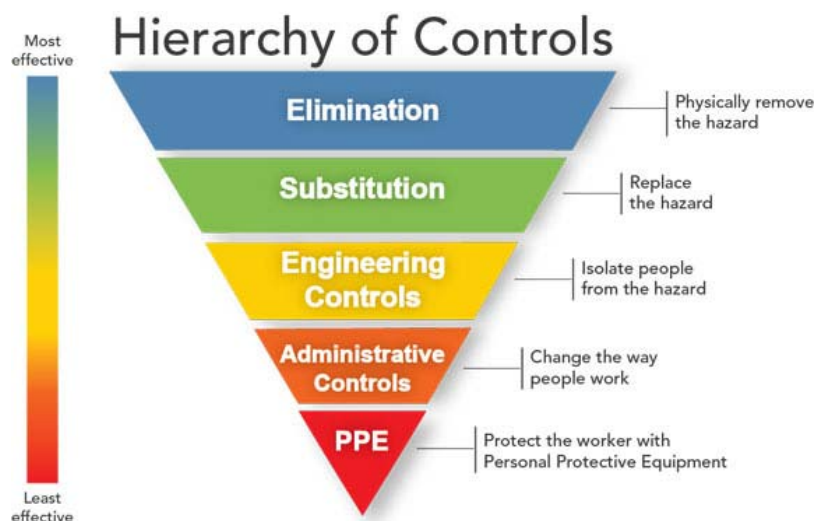 Hierarchy of Controls
Most
effective
Elimination
Physically remove
the hazard
Substitution
Replace
the hazard
Engineering
Controls
Isolate people
from the hazard
Administrative
Controls
Change the way
people work
PPE
Protect the worker with
Personal Protective Equipment
Least
effective